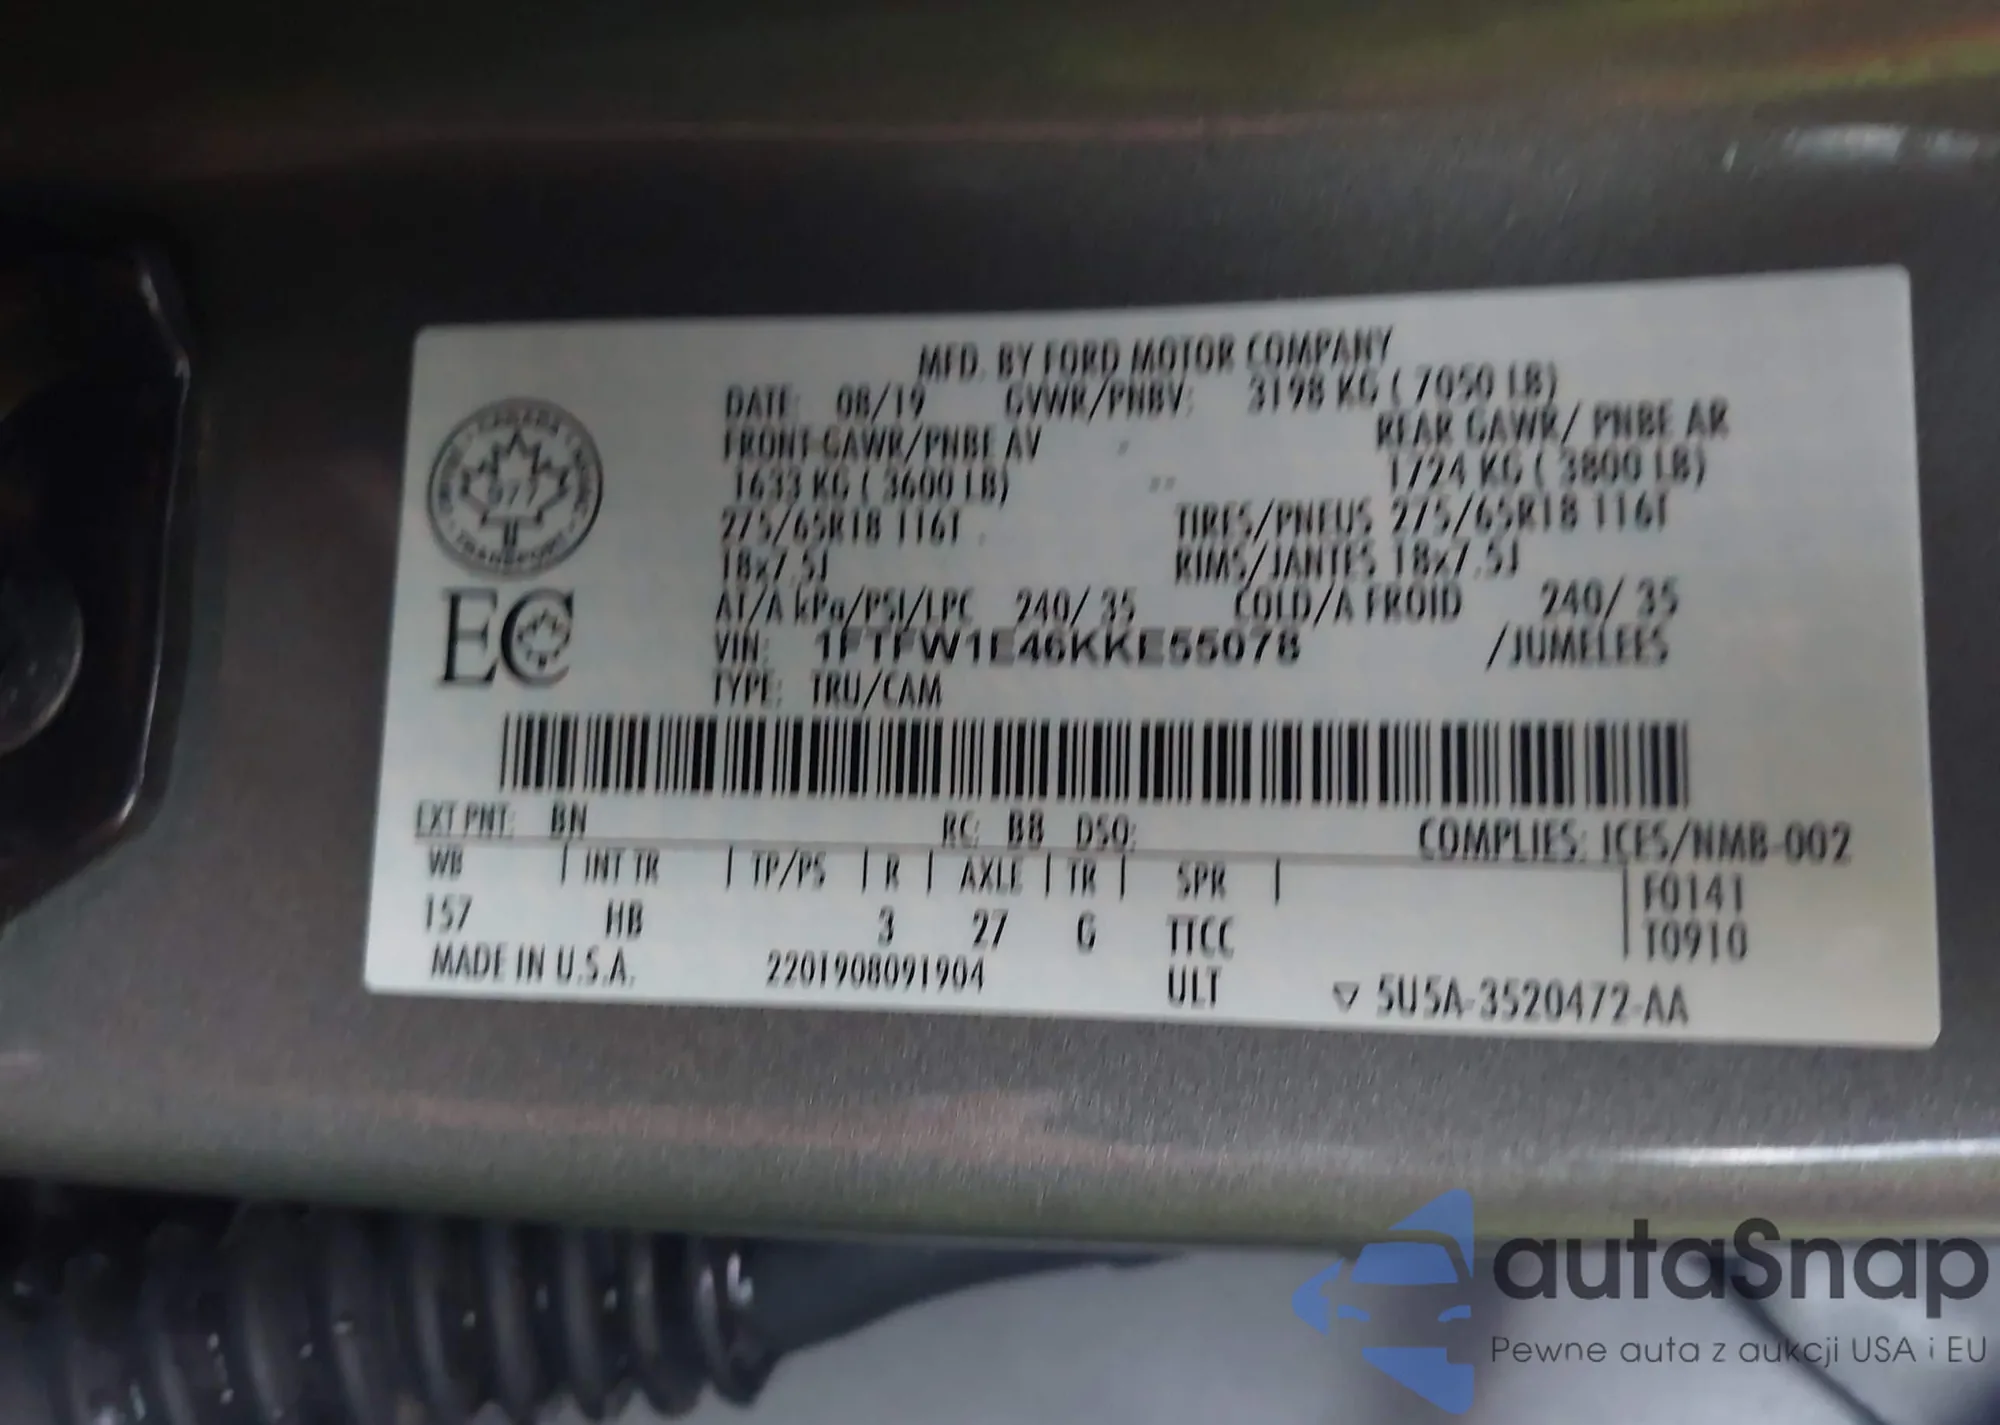 MFD. BY FORD MOTOR COMPANY
DATE: 08/19 GVWR/PNBV: 3198 KG ( 7050 LB)
FRONT GAWR/PNBE AV REAR GAWR/ PNBE AR
1633 KG ( 3600 LB) 1724 KG ( 3800 LB)
275/65R18 116T TIRES/PNEUS 275/65R18 116T
18x7.5J RIMS/JANTES 18x7.5J
AT/A kPa/PSI/LPC 240/ 35 COLD/A FROID 240/ 35
VIN: 1FTFW1E46KKE55078 /JUMELEES
TYPE: TRU/CAM
CANADA
TRANSPORT
977
EC
EXT PNT: BN RC: BB DSO: COMPLIES: ICES/NMB-002
WB | INT TR | TP/PS | R | AXLE | TR | SPR | F0141
157 HB 3 27 G TTCC T0910
MADE IN U.S.A. 2201908091904 ULT ▽ 5U5A-3520472-AA
autaSnap
Pewne auta z aukcji USA i EU